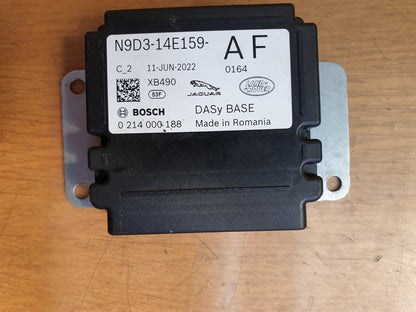 N9D3-14E159- AF
C_2 11-JUN-2022 0164
XB490
53F
JAGUAR
LAND-ROVER
BOSCH DASy BASE
0 214 000 188 Made in Romania